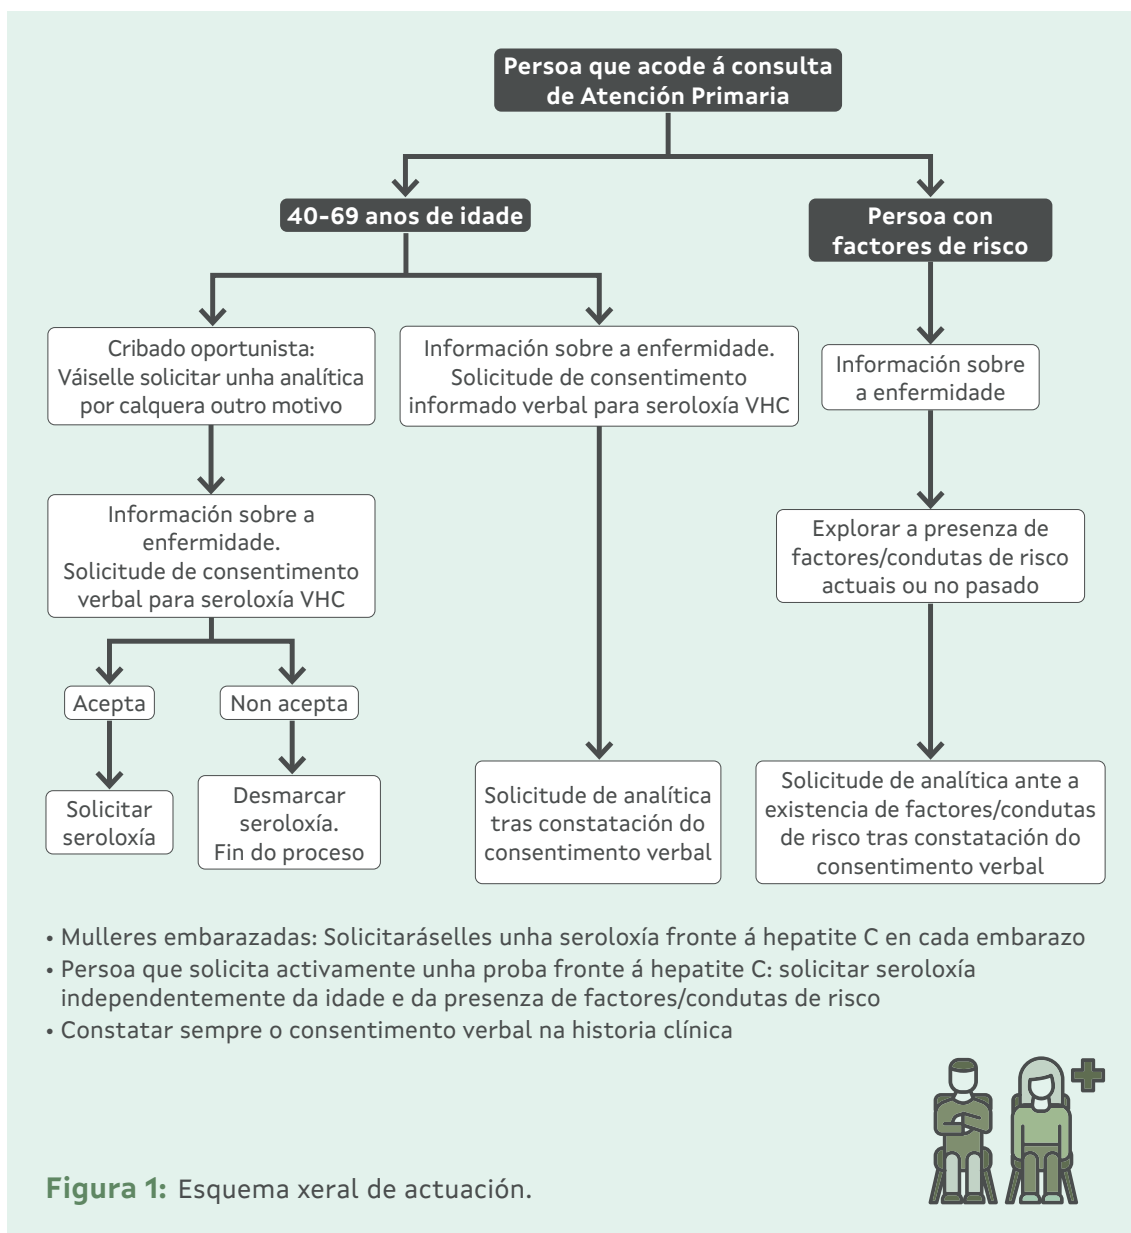 Persoa que acode á consulta
de Atención Primaria
40-69 anos de idade
Persoa con
factores de risco
Cribado oportunista:
Váiselle solicitar unha analítica
por calquera outro motivo
Información sobre a enfermidade.
Solicitude de consentimento
informado verbal para seroloxía VHC
Información sobre
a enfermidade
Información sobre a
enfermidade.
Solicitude de consentimento
verbal para seroloxía VHC
Explorar a presenza de
factores/condutas de risco
actuais ou no pasado
Acepta
Non acepta
Solicitar
seroloxía
Desmarcar
seroloxía.
Fin do proceso
Solicitude de analítica
tras constatación do
consentimento verbal
Solicitude de analítica ante a
existencia de factores/condutas
de risco tras constatación do
consentimento verbal
• Mulleres embarazadas: Solicitaráselles unha seroloxía fronte á hepatite C en cada embarazo
• Persoa que solicita activamente unha proba fronte á hepatite C: solicitar seroloxía
independentemente da idade e da presenza de factores/condutas de risco
• Constatar sempre o consentimento verbal na historia clínica
Figura 1: Esquema xeral de actuación.